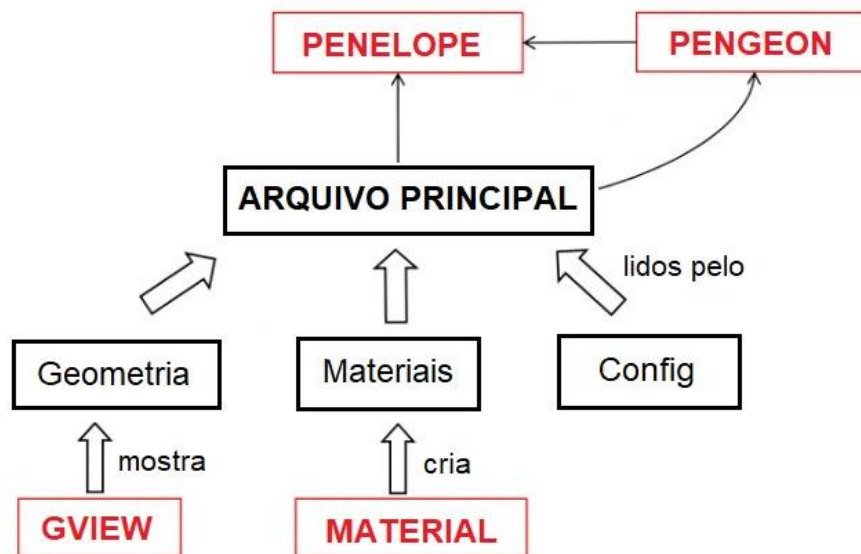 PENELOPE
PENGEON
ARQUIVO PRINCIPAL
lidos pelo
Geometria
Materiais
Config
mostra
cria
GVIEW
MATERIAL